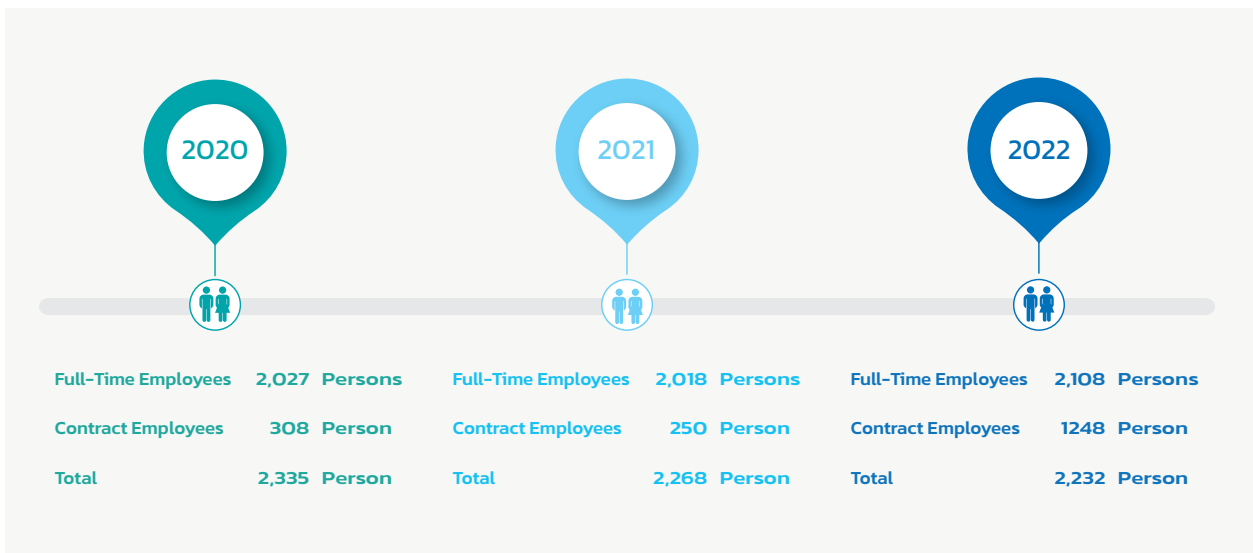 2020
2021
2022
Full-Time Employees 2,027 Persons
Contract Employees 308 Person
Total 2,335 Person
Full-Time Employees 2,018 Persons
Contract Employees 250 Person
Total 2,268 Person
Full-Time Employees 2,108 Persons
Contract Employees 1248 Person
Total 2,232 Person